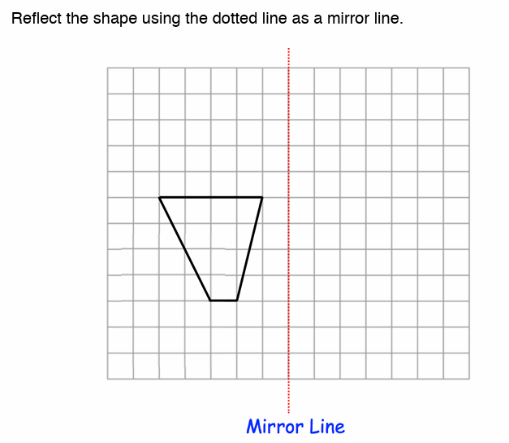 Reflect the shape using the dotted line as a mirror line.
Mirror Line